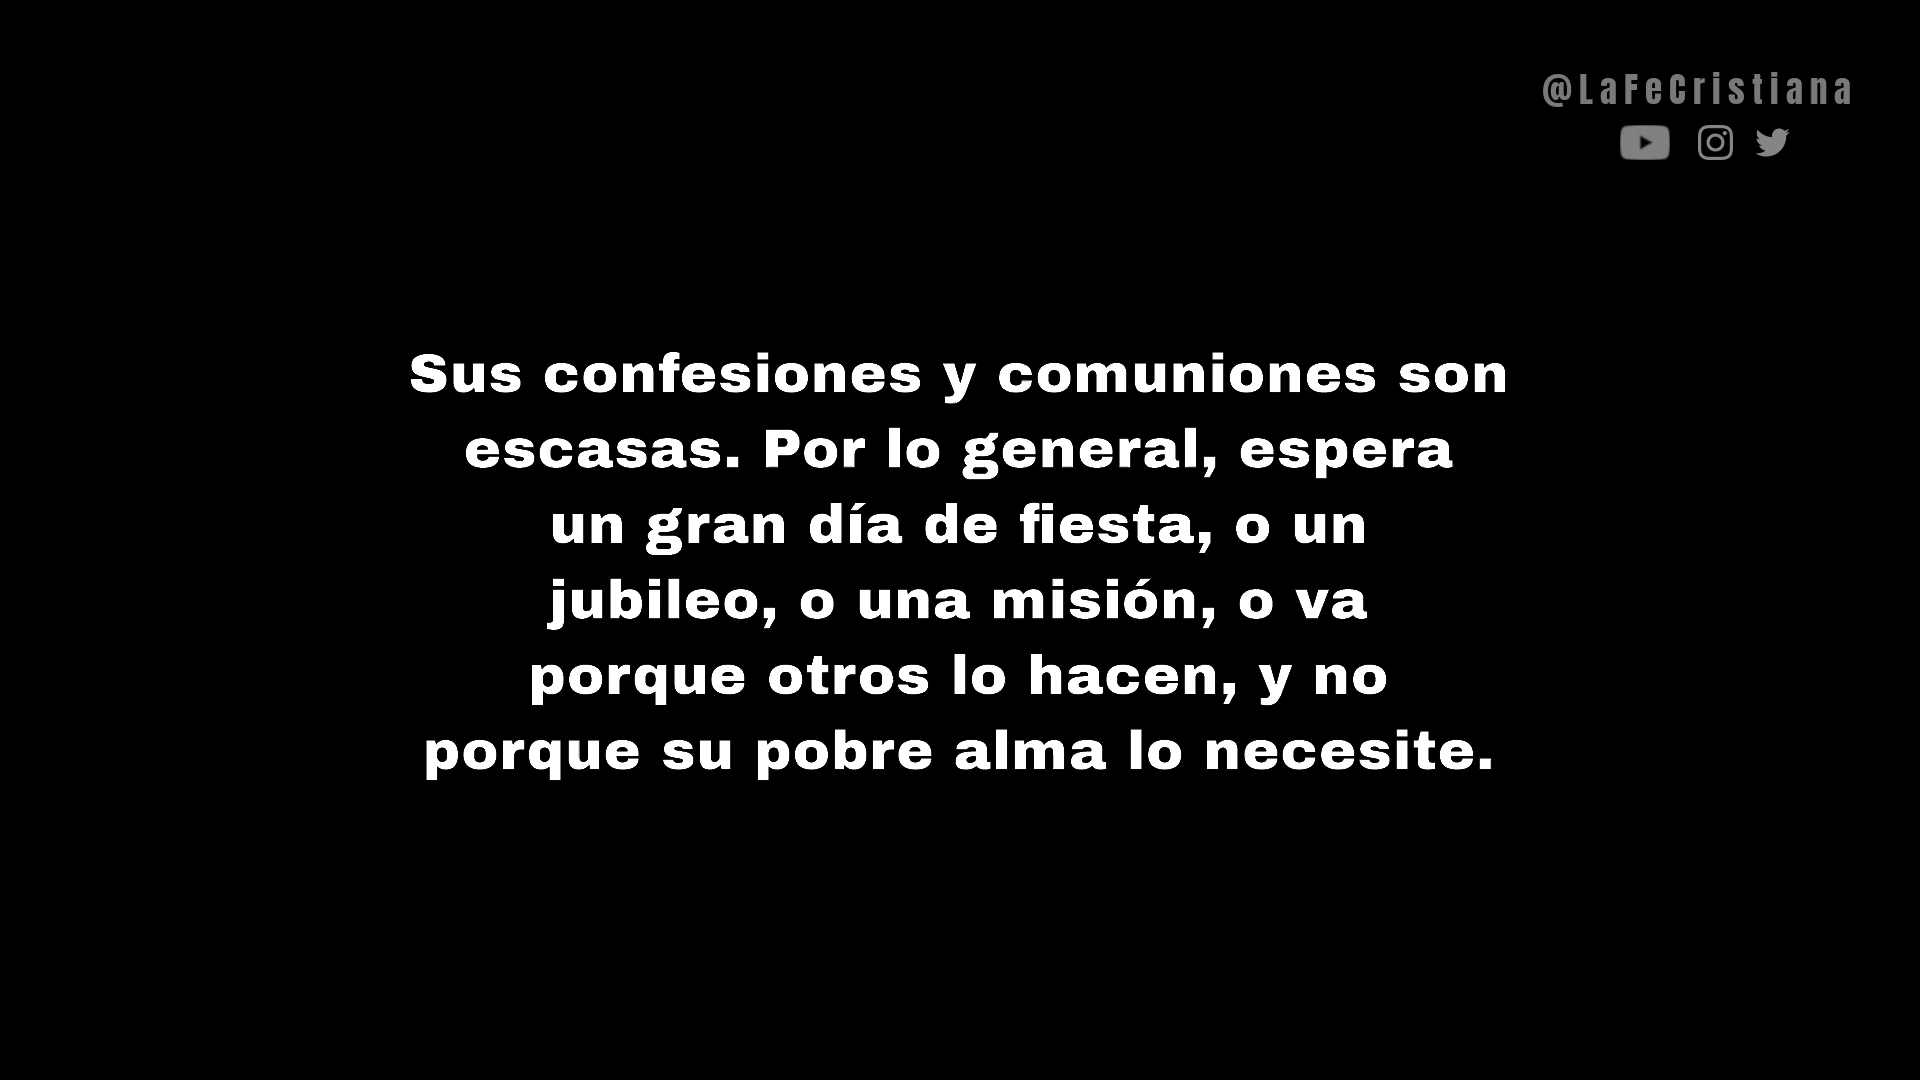 @LaFeCristiana
Sus confesiones y comuniones son
escasas. Por lo general, espera
un gran día de fiesta, o un
jubileo, o una misión, o va
porque otros lo hacen, y no
porque su pobre alma lo necesite.